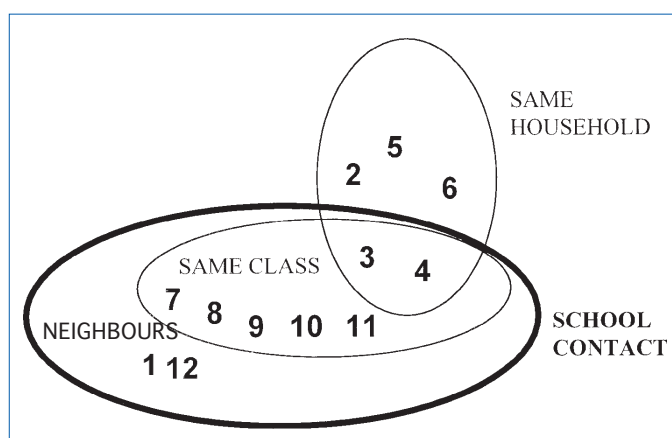 SAME
HOUSEHOLD
5
2
6
3
SAME CLASS
4
7
8
9 10 11
NEIGHBOURS
SCHOOL
CONTACT
1 12